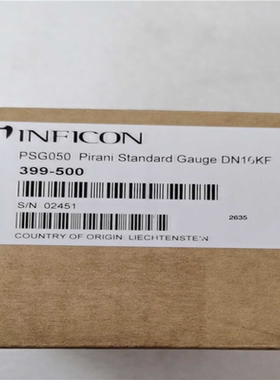 INFICON
PSG050 Pirani Standard Gauge DN16KF
399-500
S/N 02451
2635
COUNTRY OF ORIGIN: LIECHTENSTEIN